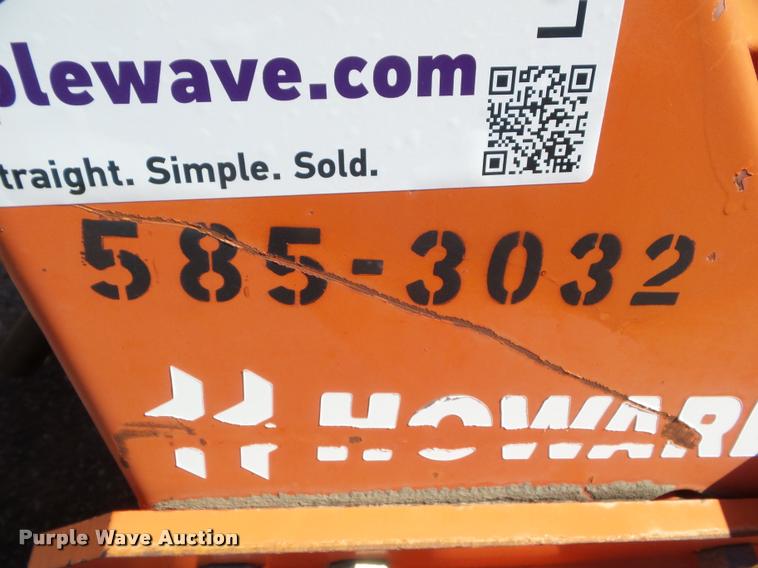 plewave.com
traight. Simple. Sold.
585-3032
HOWAR
Purple Wave Auction